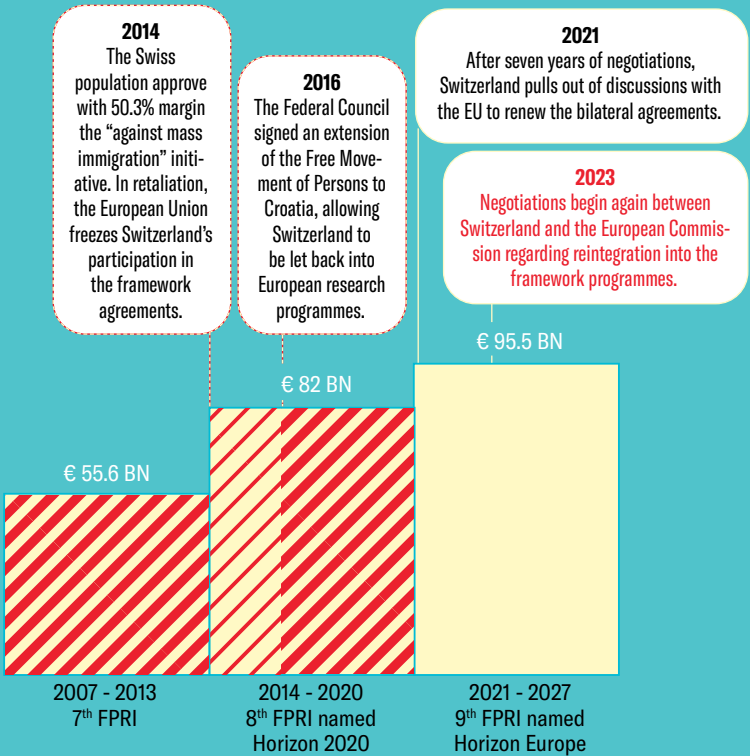 2014
The Swiss
population approve
with 50.3% margin
the “against mass
immigration” initi-
ative. In retaliation,
the European Union
freezes Switzerland’s
participation in
the framework
agreements.
2016
The Federal Council
signed an extension
of the Free Move-
ment of Persons to
Croatia, allowing
Switzerland to
be let back into
European research
programmes.
2021
After seven years of negotiations,
Switzerland pulls out of discussions with
the EU to renew the bilateral agreements.
2023
Negotiations begin again between
Switzerland and the European Commis-
sion regarding reintegration into the
framework programmes.
€ 55.6 BN
€ 82 BN
€ 95.5 BN
2007 - 2013
7th FPRI
2014 - 2020
8th FPRI named
Horizon 2020
2021 - 2027
9th FPRI named
Horizon Europe